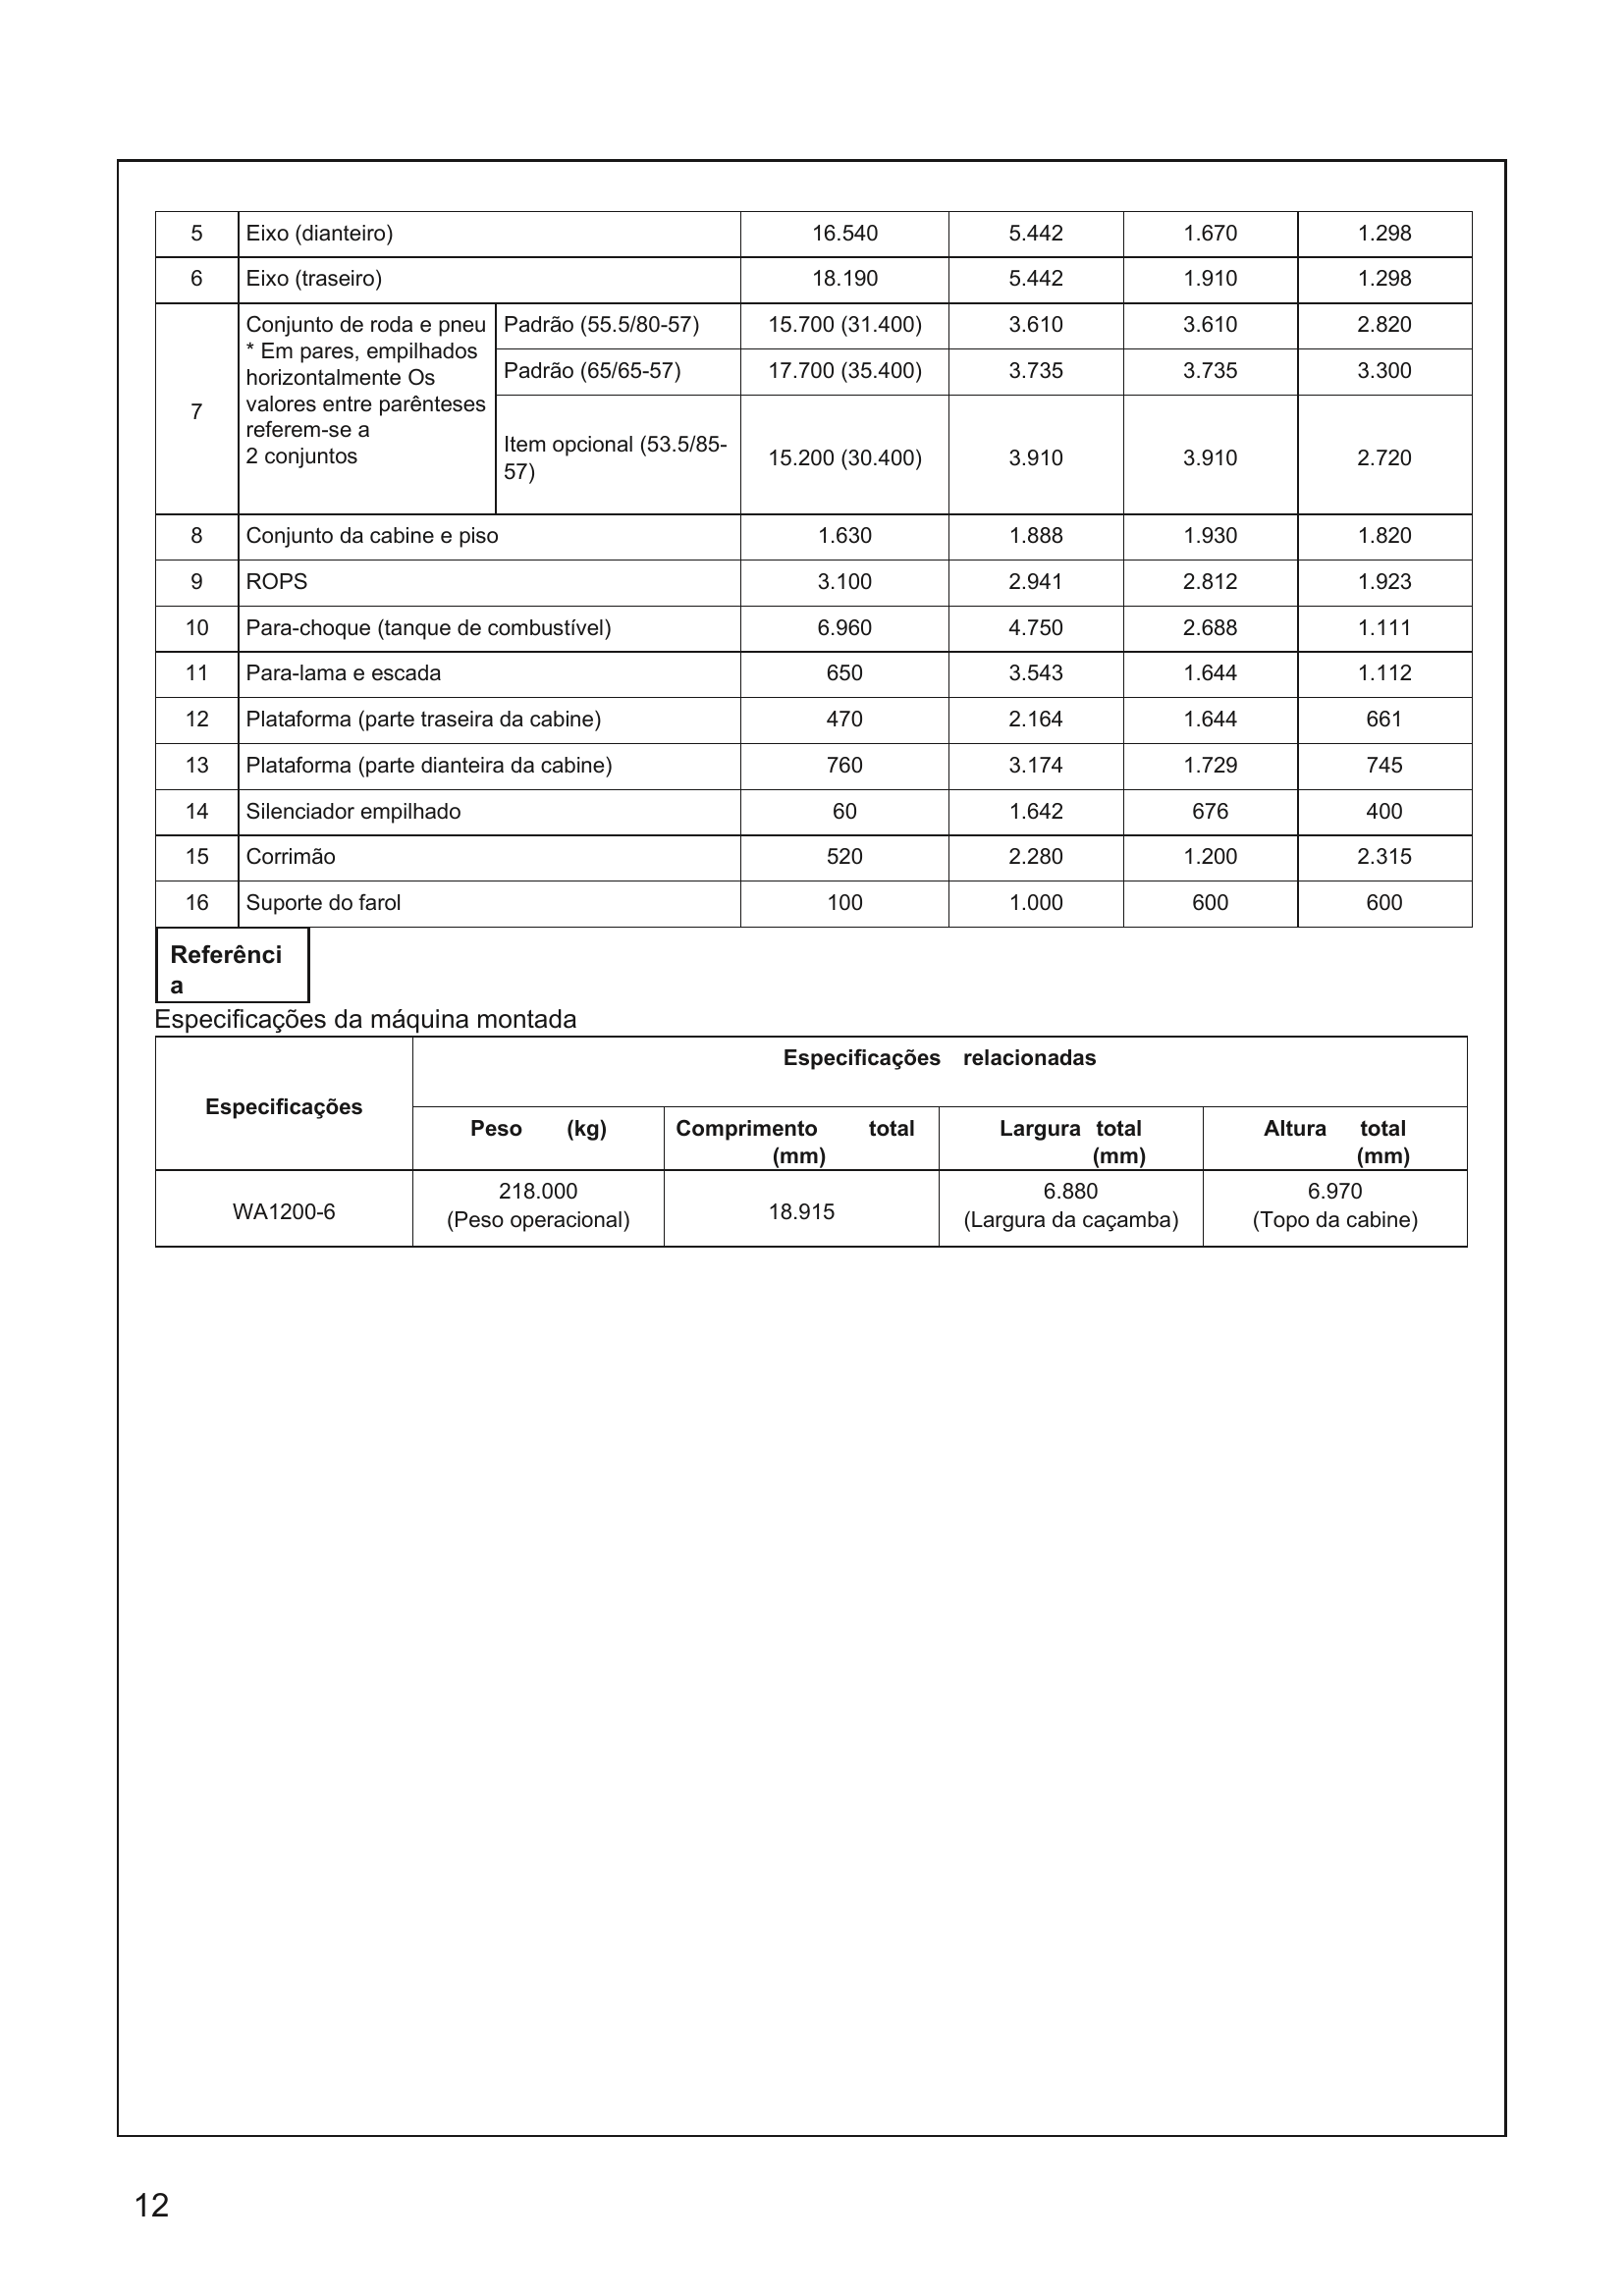 5 Eixo (dianteiro) 16.540 5.442 1.670 1.298
6 Eixo (traseiro) 18.190 5.442 1.910 1.298
7
Conjunto de roda e pneu
* Em pares, empilhados
horizontalmente Os
valores entre parênteses
referem-se a
2 conjuntos
Padrão (55.5/80-57) 15.700 (31.400) 3.610 3.610 2.820
Padrão (65/65-57) 17.700 (35.400) 3.735 3.735 3.300
Item opcional (53.5/85-
57)
15.200 (30.400) 3.910 3.910 2.720
8 Conjunto da cabine e piso 1.630 1.888 1.930 1.820
9 ROPS 3.100 2.941 2.812 1.923
10 Para-choque (tanque de combustível) 6.960 4.750 2.688 1.111
11 Para-lama e escada 650 3.543 1.644 1.112
12 Plataforma (parte traseira da cabine) 470 2.164 1.644 661
13 Plataforma (parte dianteira da cabine) 760 3.174 1.729 745
14 Silenciador empilhado 60 1.642 676 400
15 Corrimão 520 2.280 1.200 2.315
16 Suporte do farol 100 1.000 600 600
Referênci
a
Especificações da máquina montada
Especificações
Especificações relacionadas
Peso (kg)
Comprimento total
(mm)
Largura total
(mm)
Altura total
(mm)
WA1200-6
218.000
(Peso operacional)
18.915
6.880
(Largura da caçamba)
6.970
(Topo da cabine)
12